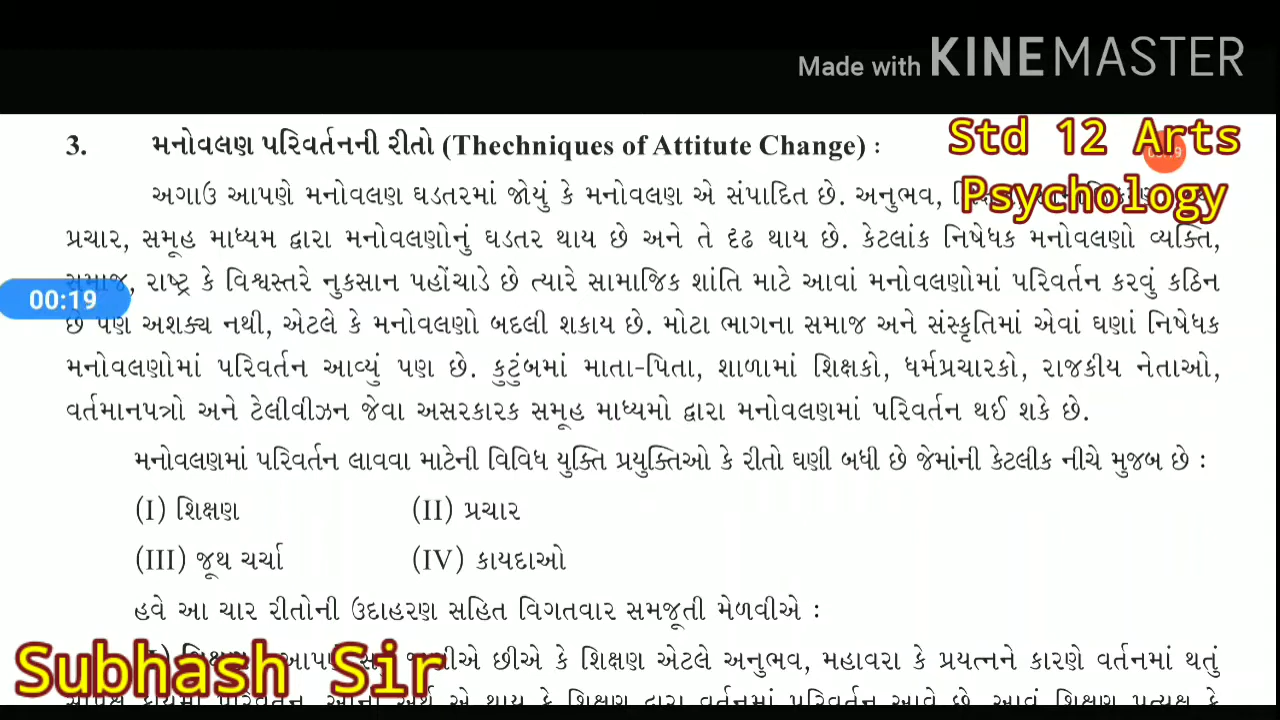 Made with KINEMASTER
3. મનોવલણ પરિવર્તનની રીતો (Thechniques of Attitute Change) :
Std 12 Arts
Psychology
અગાઉ આપણે મનોવલણ ઘડતરમાં જોયું કે મનોવલણ એ સંપાદિત છે. અનુભવ,
પ્રચાર, સમૂહ માધ્યમ દ્વારા મનોવલણોનું ઘડતર થાય છે અને તે દૃઢ થાય છે. કેટલાંક નિષેધક મનોવલણો વ્યક્તિ,
સમાજ, રાષ્ટ્ર કે વિશ્વસ્તરે નુકસાન પહોંચાડે છે ત્યારે સામાજિક શાંતિ માટે આવાં મનોવલણોમાં પરિવર્તન કરવું કઠિન
00:19
છે પણ અશક્ય નથી, એટલે કે મનોવલણો બદલી શકાય છે. મોટા ભાગના સમાજ અને સંસ્કૃતિમાં એવાં ઘણાં નિષેધક
મનોવલણોમાં પરિવર્તન આવ્યું પણ છે. કુટુંબમાં માતા-પિતા, શાળામાં શિક્ષકો, ધર્મપ્રચારકો, રાજકીય નેતાઓ,
વર્તમાનપત્રો અને ટેલીવીઝન જેવા અસરકારક સમૂહ માધ્યમો દ્વારા મનોવલણમાં પરિવર્તન થઈ શકે છે.
મનોવલણમાં પરિવર્તન લાવવા માટેની વિવિધ યુક્તિ પ્રયુક્તિઓ કે રીતો ઘણી બધી છે જેમાંની કેટલીક નીચે મુજબ છે :
(I) શિક્ષણ (II) પ્રચાર
(III) જૂથ ચર્ચા (IV) કાયદાઓ
હવે આ ચાર રીતોની ઉદાહરણ સહિત વિગતવાર સમજૂતી મેળવીએ :
છીએ કે શિક્ષણ એટલે અનુભવ, મહાવરા કે પ્રયત્નને કારણે વર્તનમાં થતું
Subhash Sir